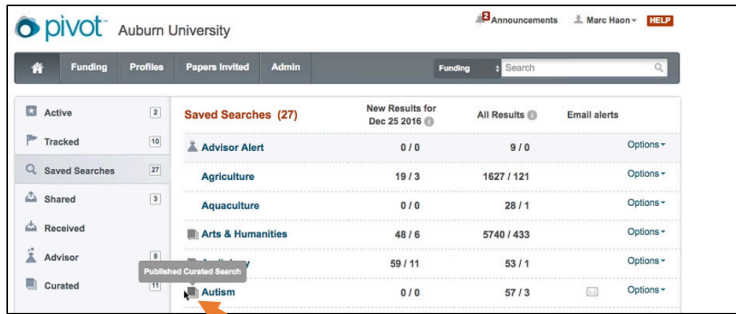 pivot Auburn University
2 Announcements Marc Haon HELP
Funding Profiles Papers Invited Admin Funding Search
Active 2
Tracked 10
Saved Searches 27
Shared 3
Received
Advisor 9
Curated 11
Saved Searches (27) New Results for Dec 25 2016 All Results Email alerts
Advisor Alert 0 / 0 9 / 0 Options
Agriculture 19 / 3 1627 / 121 Options
Aquaculture 0 / 0 28 / 1 Options
Arts & Humanities 48 / 6 5740 / 433 Options
59 / 11 53 / 1 Options
Published Curated Search
Autism 0 / 0 57 / 3 Options